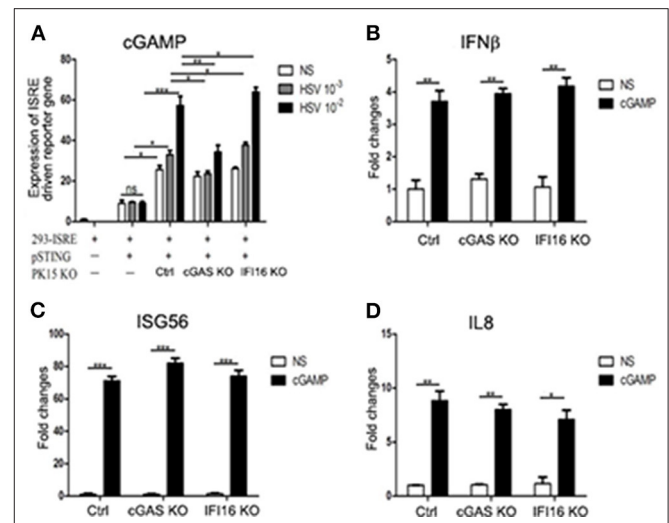 A
cGAMP
Expression of ISRE
driven reporter gene
80
60
40
20
0
NS
HSV 10⁻³
HSV 10⁻²
ns
*
*
***
*
**
*
*
293-ISRE + + + + +
pSTING — + + + +
PK15 KO — — Ctrl cGAS KO IFI16 KO
B
IFNβ
Fold changes
6
4
2
0
NS
cGAMP
**
**
**
Ctrl cGAS KO IFI16 KO
C
ISG56
Fold changes
100
80
60
40
20
0
NS
cGAMP
***
***
***
Ctrl cGAS KO IFI16 KO
D
IL8
Fold changes
15
10
5
0
NS
cGAMP
**
**
*
Ctrl cGAS KO IFI16 KO